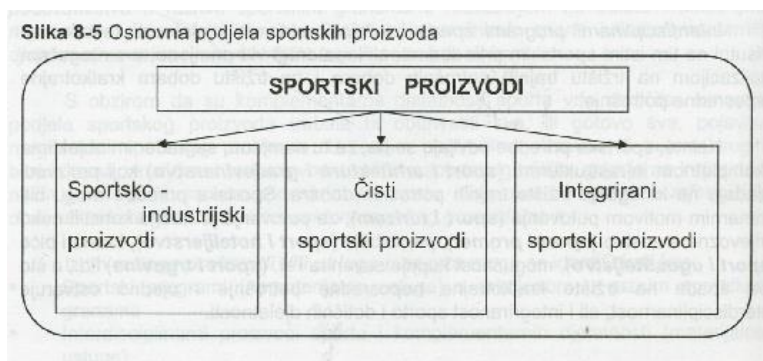 Slika 8-5 Osnovna podjela sportskih proizvoda
SPORTSKI PROIZVODI
Sportsko - industrijski proizvodi
Čisti sportski proizvodi
Integrirani sportski proizvodi